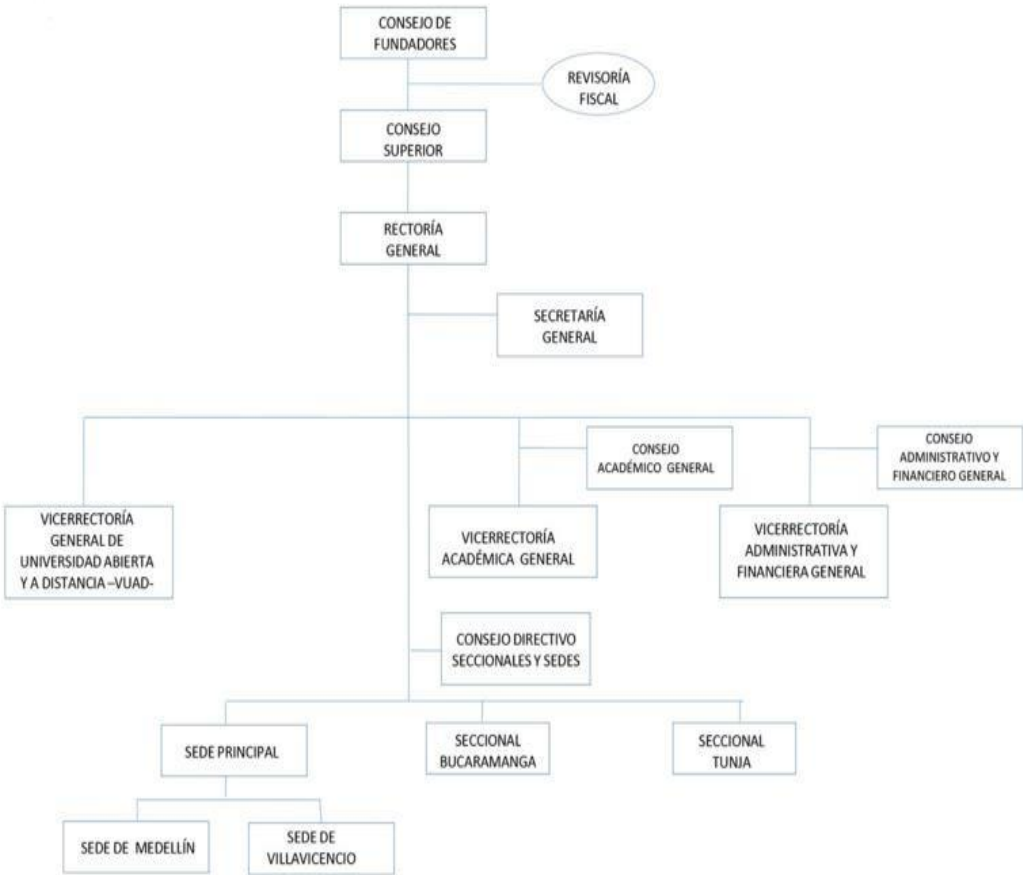 CONSEJO DE
FUNDADORES
REVISORÍA
FISCAL
CONSEJO
SUPERIOR
RECTORÍA
GENERAL
SECRETARÍA
GENERAL
CONSEJO
ACADÉMICO GENERAL
CONSEJO
ADMINISTRATIVO Y
FINANCIERO GENERAL
VICERRECTORÍA
GENERAL DE
UNIVERSIDAD ABIERTA
Y A DISTANCIA –VUAD-
VICERRECTORÍA
ACADÉMICA GENERAL
VICERRECTORÍA
ADMINISTRATIVA Y
FINANCIERA GENERAL
CONSEJO DIRECTIVO
SECCIONALES Y SEDES
SEDE PRINCIPAL
SECCIONAL
BUCARAMANGA
SECCIONAL
TUNJA
SEDE DE MEDELLÍN
SEDE DE
VILLAVICENCIO